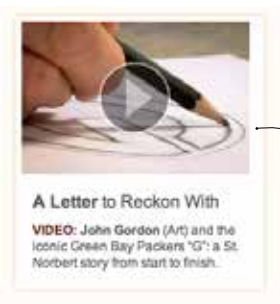 A Letter to Reckon With
VIDEO: John Gordon (Art) and the
iconic Green Bay Packers "G": a St.
Norbert story from start to finish.